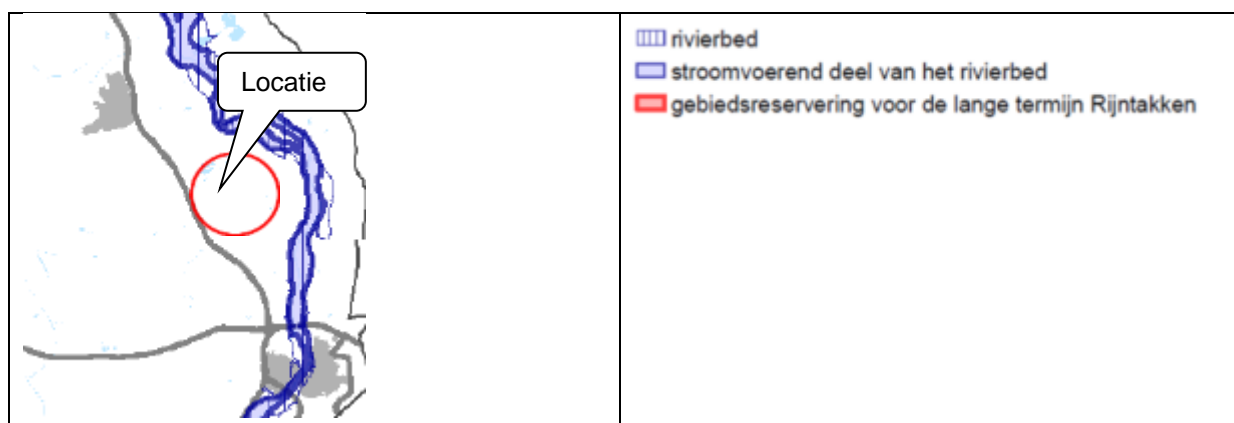 Locatie
rivierbed
stroomvoerend deel van het rivierbed
gebiedsreservering voor de lange termijn Rijntakken